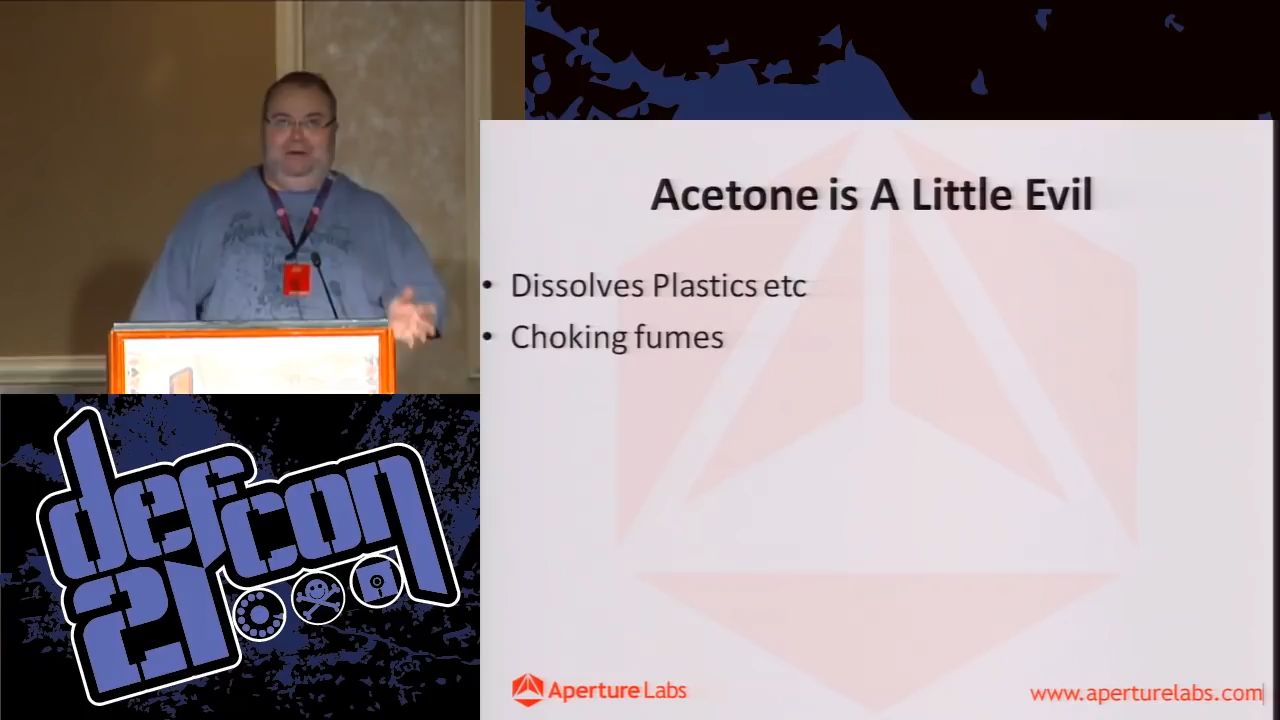 Acetone is A Little Evil
• Dissolves Plastics etc
• Choking fumes
defcon
21
Aperture Labs
www.aperturelabs.com